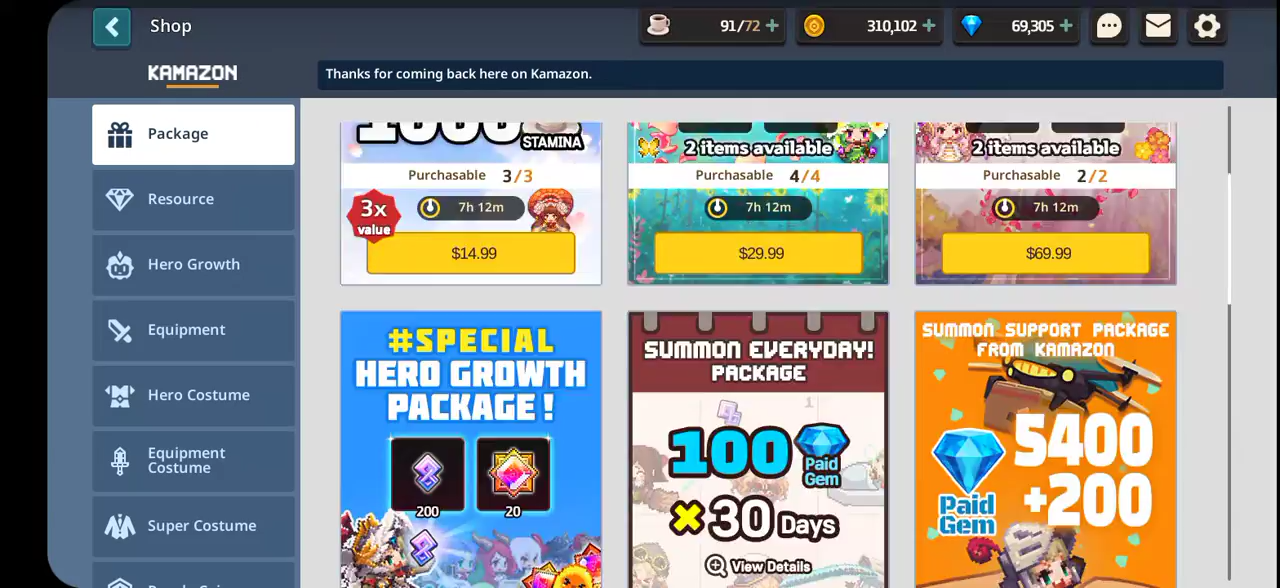 Shop
91/72 +
310,102 +
69,305 +
KAMAZON
Thanks for coming back here on Kamazon.
Package
Resource
Hero Growth
Equipment
Hero Costume
Equipment
Costume
Super Costume
STAMINA
Purchasable 3/3
3x
value
7h 12m
$14.99
2 items available
Purchasable 4/4
7h 12m
$29.99
2 items available
Purchasable 2/2
7h 12m
$69.99
#SPECIAL
HERO GROWTH
PACKAGE!
200
20
SUMMON EVERYDAY!
PACKAGE
1
100
Paid
Gem
×30 Days
View Details
SUMMON SUPPORT PACKAGE
FROM KAMAZON
5400
+200
Paid
Gem